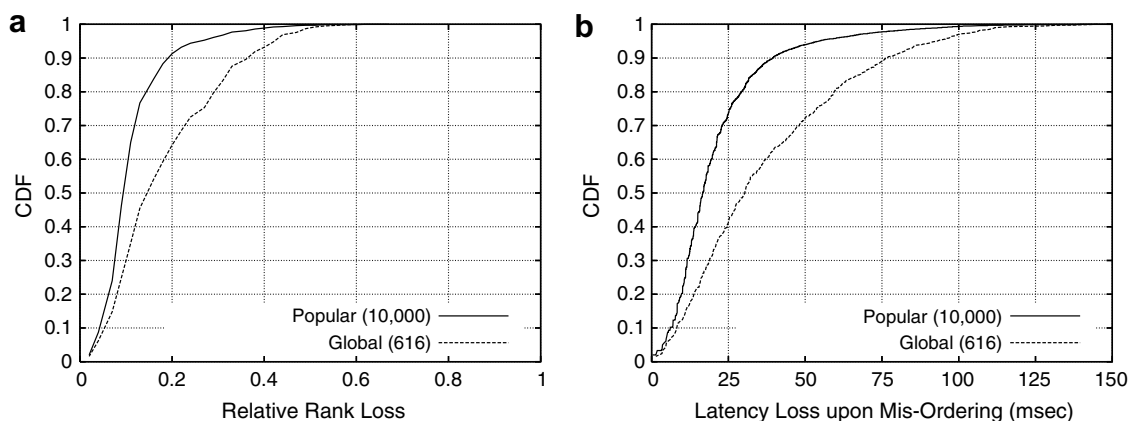 a
1
0.9
0.8
0.7
0.6
0.5
0.4
0.3
0.2
0.1
0
CDF
Popular (10,000)
Global (616)
0 0.2 0.4 0.6 0.8 1
Relative Rank Loss
b
1
0.9
0.8
0.7
0.6
0.5
0.4
0.3
0.2
0.1
0
CDF
Popular (10,000)
Global (616)
0 25 50 75 100 125 150
Latency Loss upon Mis-Ordering (msec)